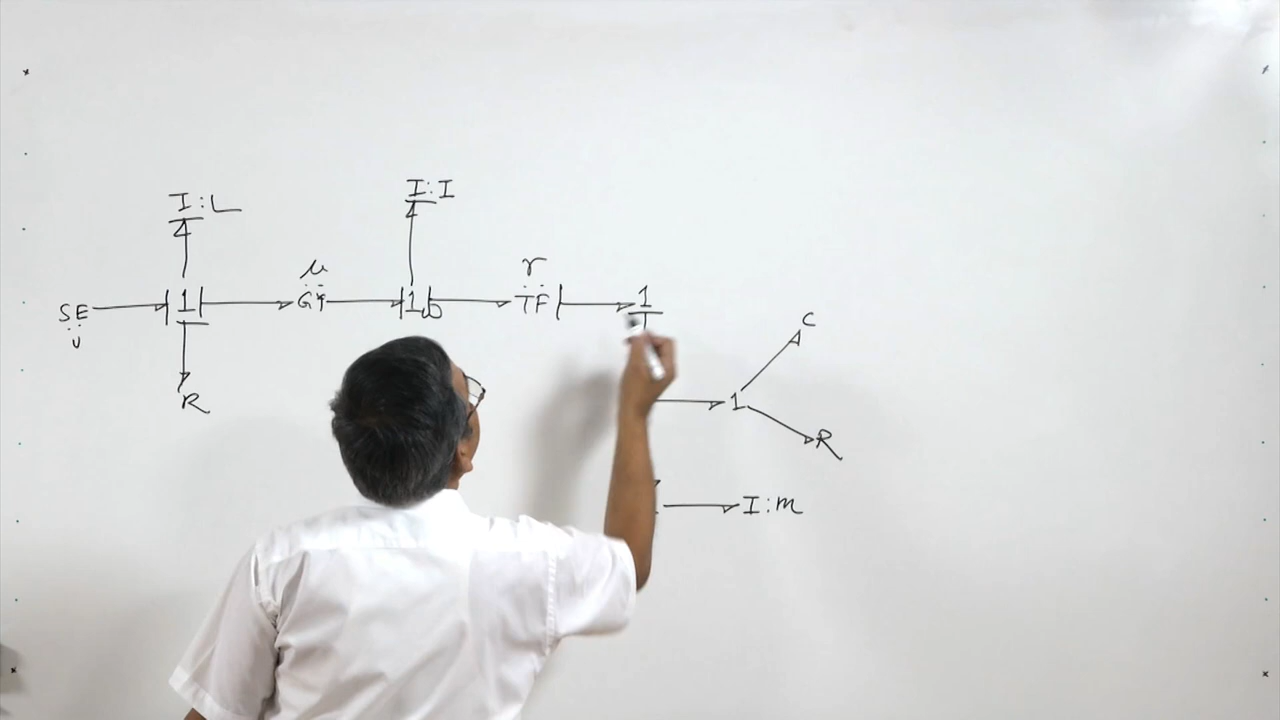 I:L I:I
μ r
SE 1 GY 1 TF 1
U
C
1
R
R
I:m